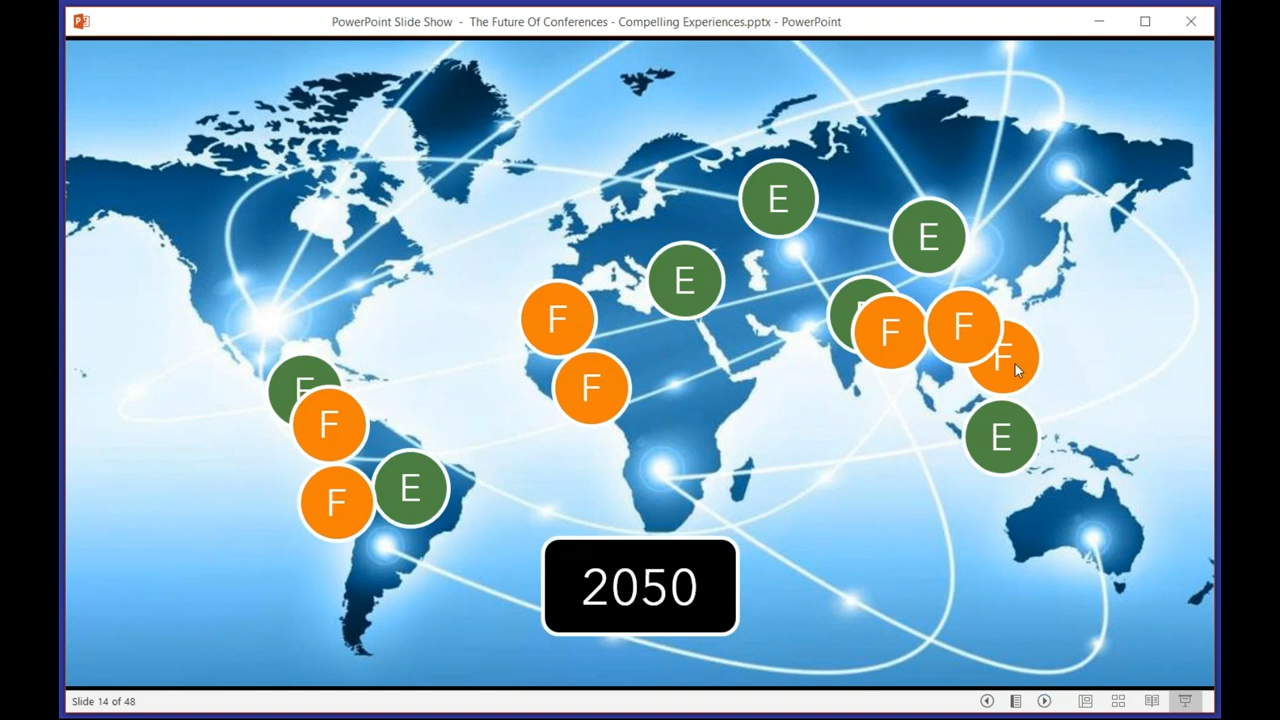 PowerPoint Slide Show - The Future Of Conferences - Compelling Experiences.pptx - PowerPoint
E
E
E
F
F
F
F
F
E
F
E
F
E
2050
Slide 14 of 48